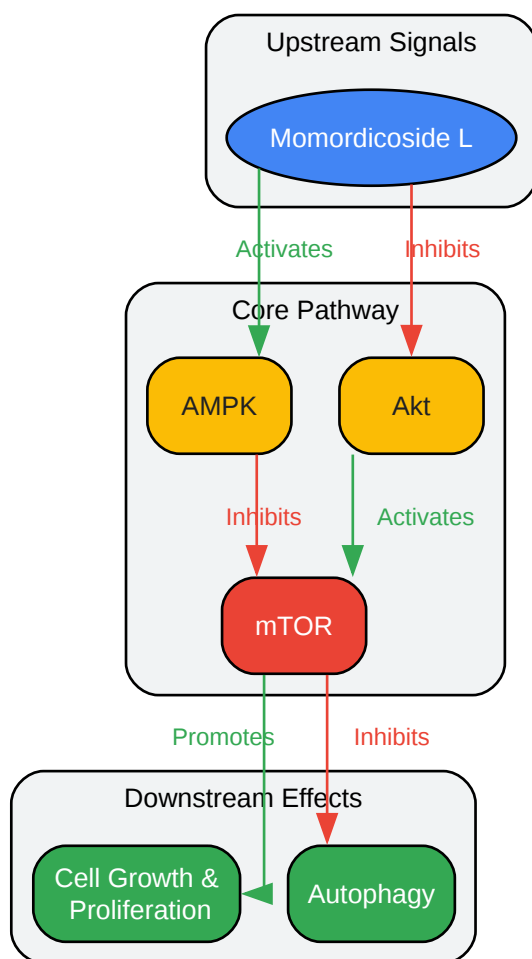 Upstream Signals
Momordicoside L
Activates
Inhibits
Core Pathway
AMPK
Akt
Inhibits
Activates
mTOR
Promotes
Inhibits
Downstream Effects
Cell Growth &
Proliferation
Autophagy